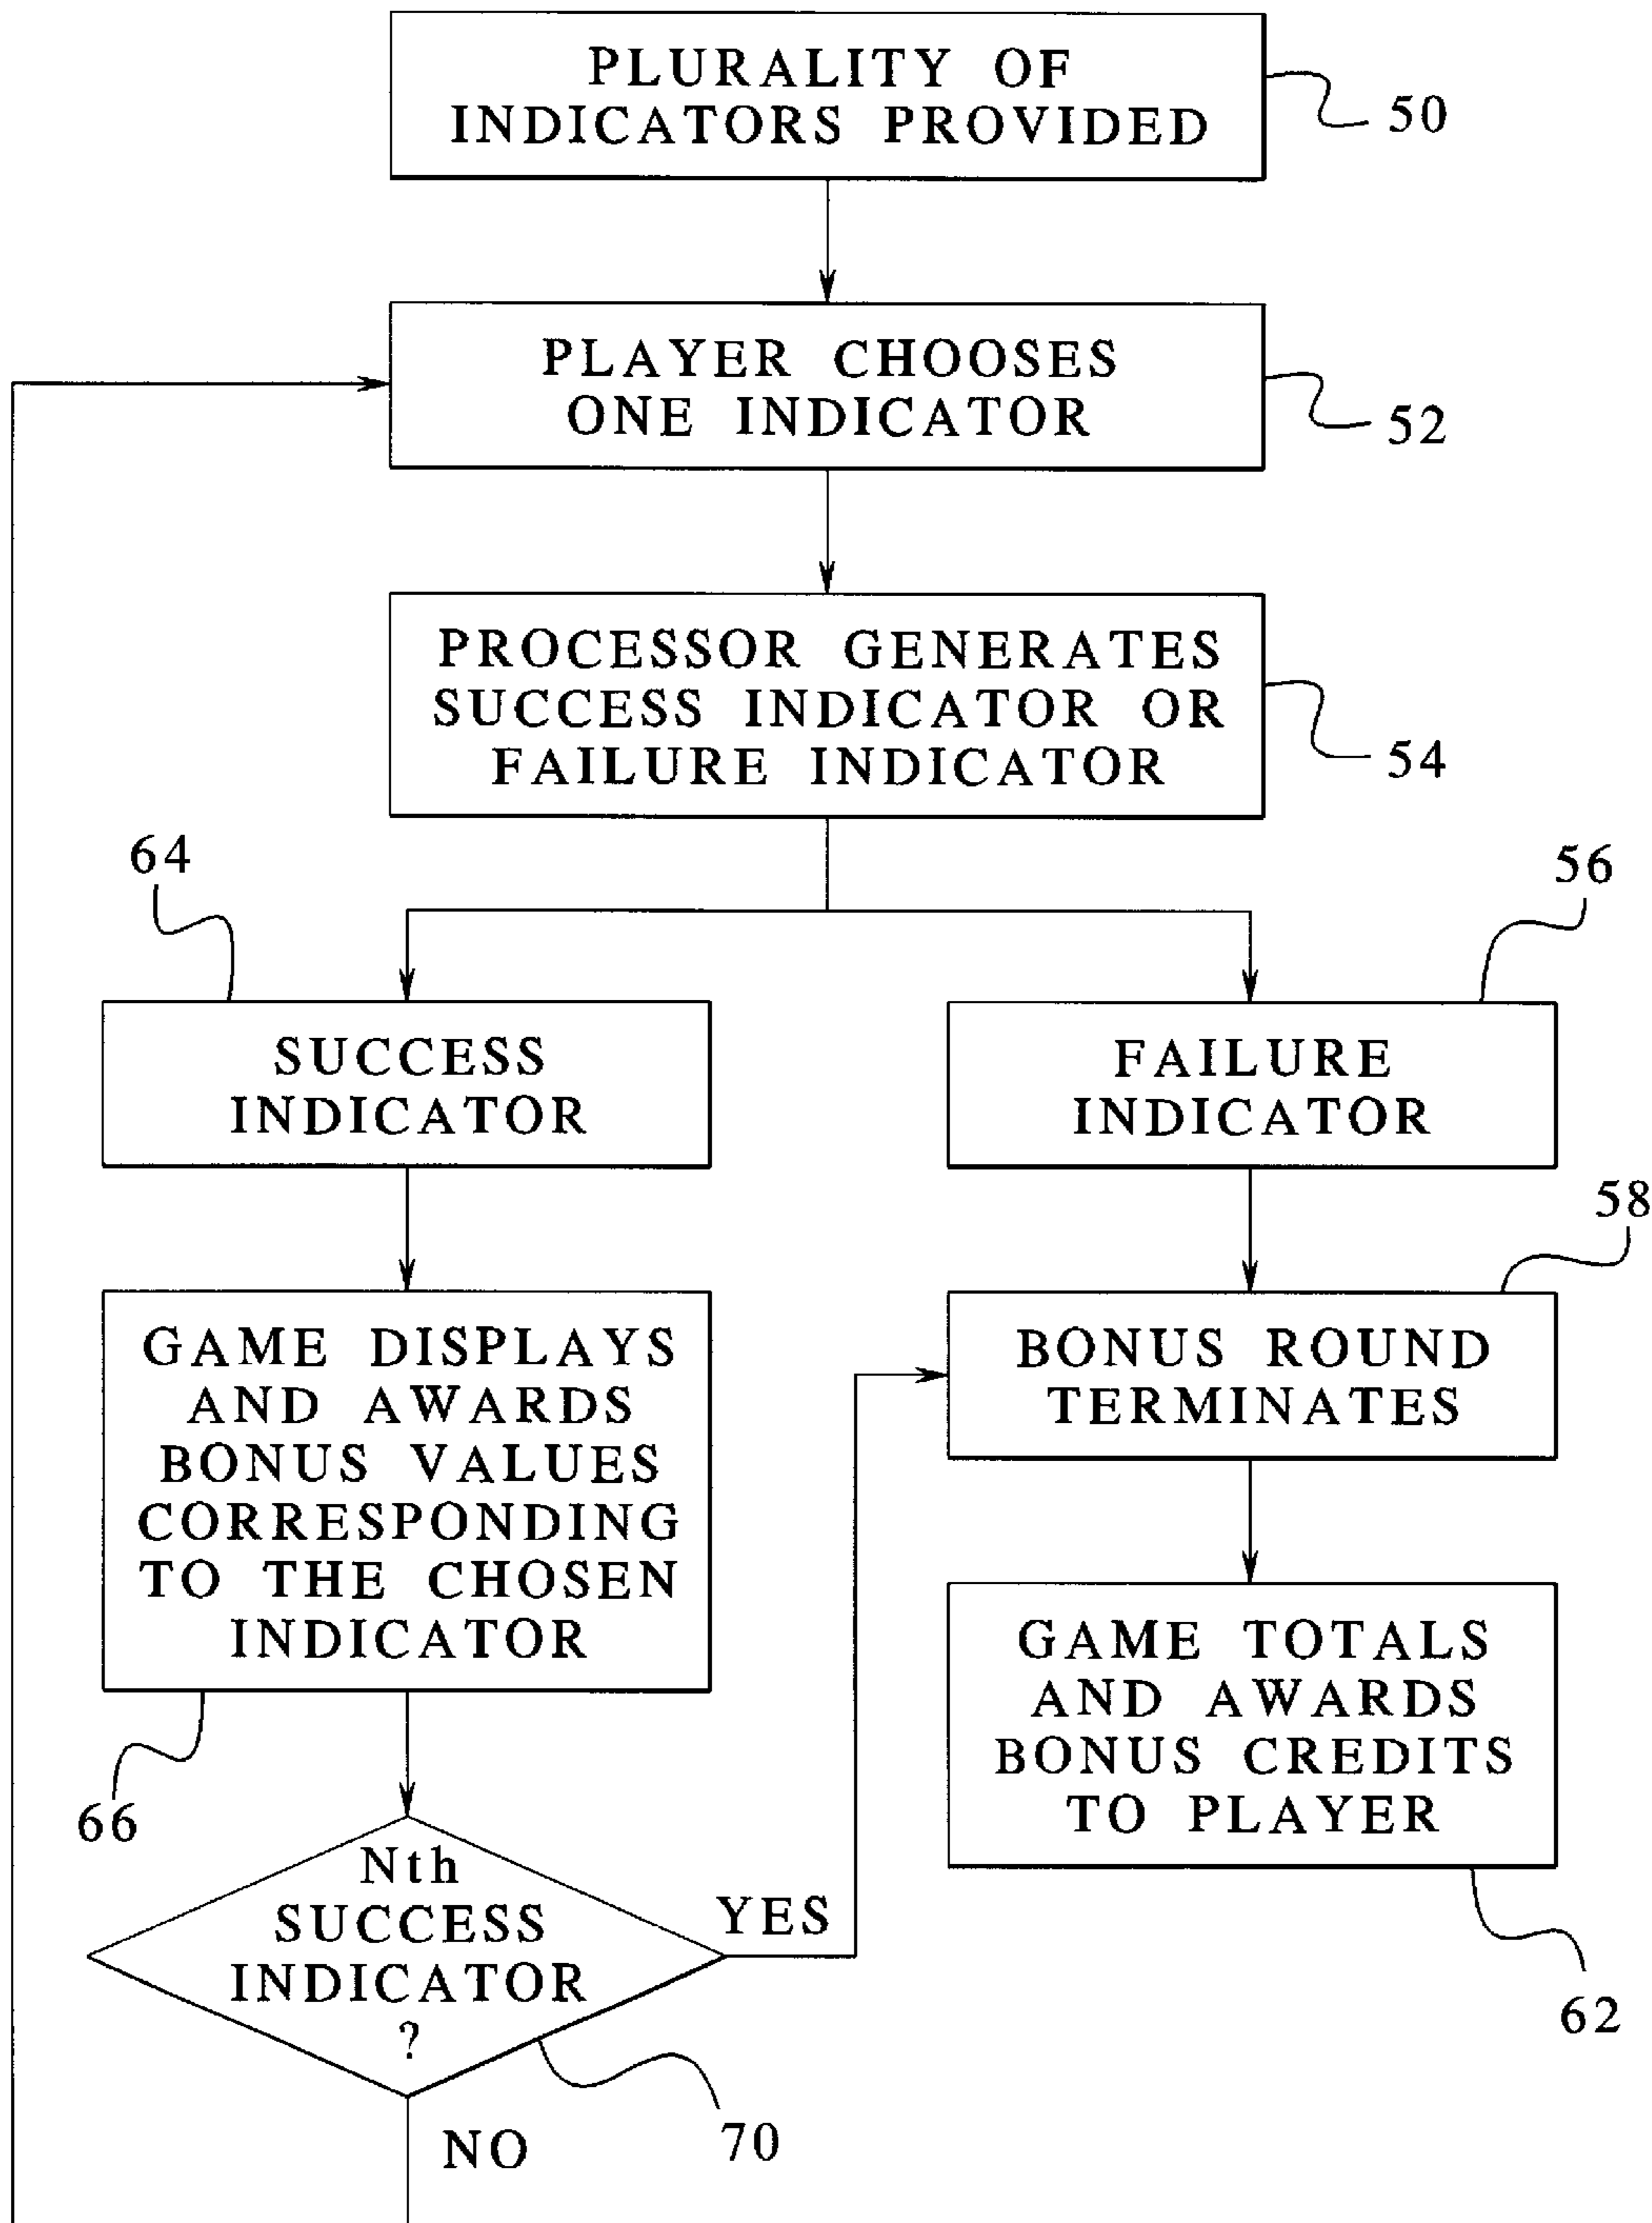 PLURALITY OF
INDICATORS PROVIDED
50
PLAYER CHOOSES
ONE INDICATOR
52
PROCESSOR GENERATES
SUCCESS INDICATOR OR
FAILURE INDICATOR
54
64
56
SUCCESS
INDICATOR
FAILURE
INDICATOR
58
GAME DISPLAYS
AND AWARDS
BONUS VALUES
CORRESPONDING
TO THE CHOSEN
INDICATOR
66
BONUS ROUND
TERMINATES
GAME TOTALS
AND AWARDS
BONUS CREDITS
TO PLAYER
62
Nth
SUCCESS
INDICATOR
?
YES
70
NO